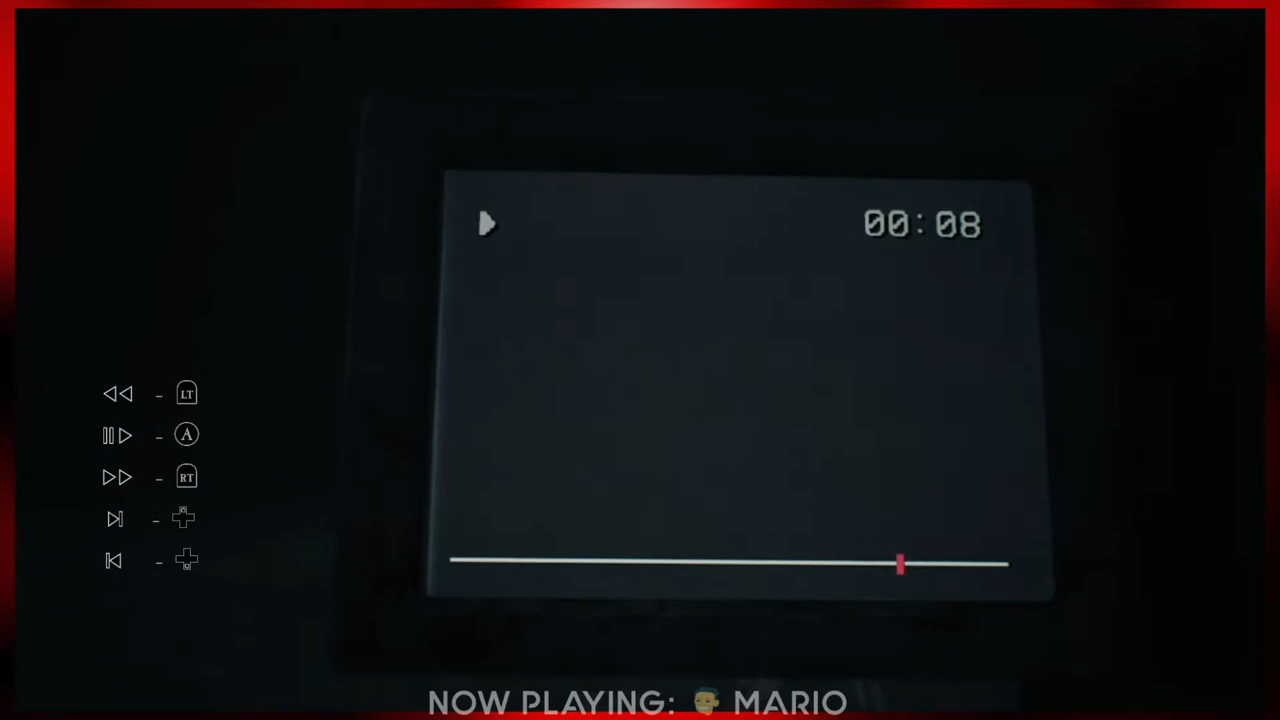 00:08
- LT
- A
- RT
-
-
NOW PLAYING: MARIO